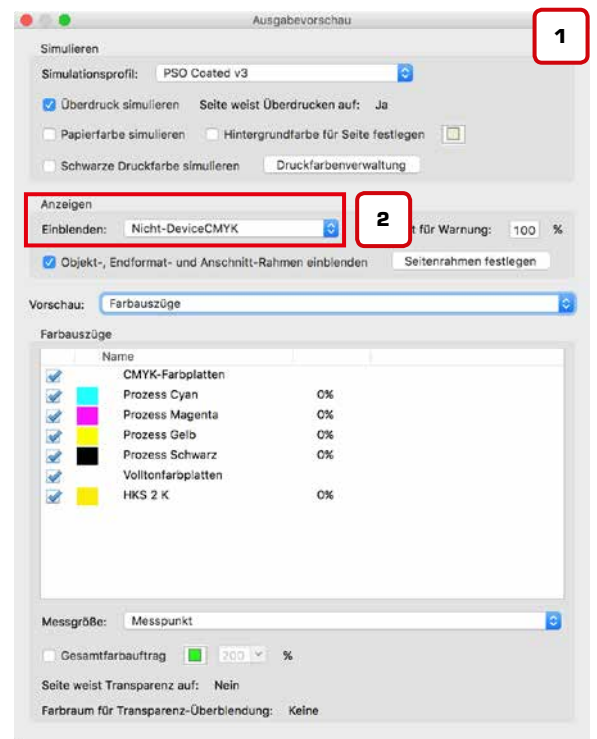 Ausgabevorschau
1
Simulieren
Simulationsprofil: PSO Coated v3
Überdruck simulieren Seite weist Überdrucken auf: Ja
Papierfarbe simulieren Hintergrundfarbe für Seite festlegen
Schwarze Druckfarbe simulieren Druckfarbenverwaltung
Anzeigen
Einblenden: Nicht-DeviceCMYK 2 für Warnung: 100 %
Objekt-, Endformat- und Anschnitt-Rahmen einblenden Seitenrahmen festlegen
Vorschau: Farbauszüge
Farbauszüge
Name
CMYK-Farbplatten
Prozess Cyan 0%
Prozess Magenta 0%
Prozess Gelb 0%
Prozess Schwarz 0%
Volltonfarbplatten
HKS 2 K 0%
Messgröße: Messpunkt
Gesamtfarbauftrag 200 %
Seite weist Transparenz auf: Nein
Farbraum für Transparenz-Überblendung: Keine